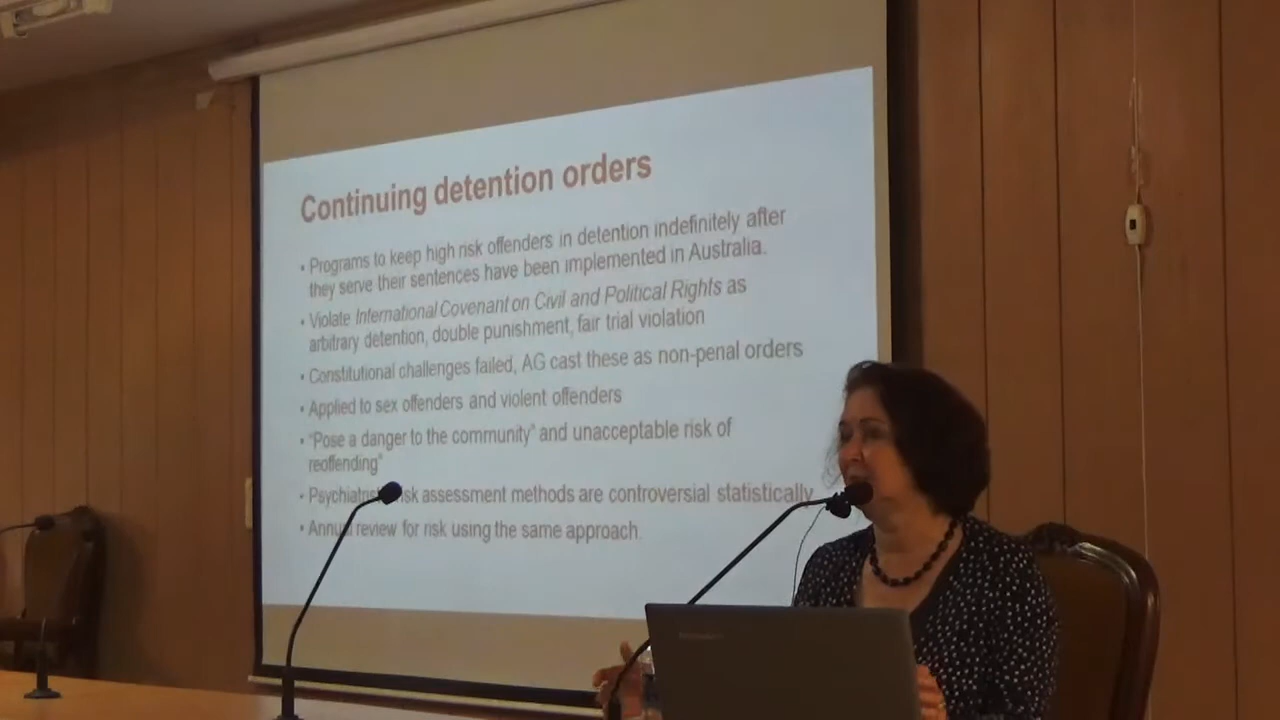 Continuing detention orders
• Programs to keep high risk offenders in detention indefinitely after
they serve their sentences have been implemented in Australia.
• Violate International Covenant on Civil and Political Rights as
arbitrary detention, double punishment, fair trial violation
• Constitutional challenges failed, AG cast these as non-penal orders
• Applied to sex offenders and violent offenders
• "Pose a danger to the community" and unacceptable risk of
reoffending"
• risk assessment methods are controversial statistically
• Annual review for risk using the same approach.